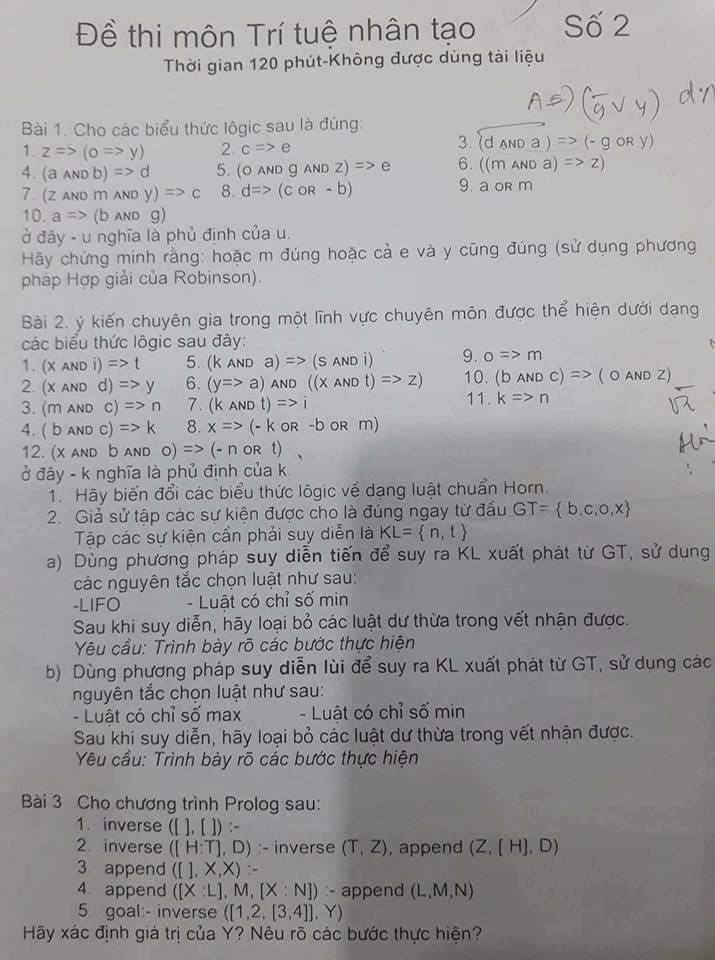 Đề thi môn Trí tuệ nhân tạo Số 2
Thời gian 120 phút-Không được dùng tài liệu
A => (g̅ v y)
Bài 1. Cho các biểu thức lôgic sau là đúng:
1. z => (o => y) 2. c => e 3. (d AND a ) => (- g OR y)
4. (a AND b) => d 5. (o AND g AND z) => e 6. ((m AND a) => z)
7. (z AND m AND y) => c 8. d=> (c OR - b) 9. a OR m
10. a => (b AND g)
ở đây - u nghĩa là phủ định của u.
Hãy chứng minh rằng: hoặc m đúng hoặc cả e và y cũng đúng (sử dụng phương
pháp Hợp giải của Robinson).
Bài 2. ý kiến chuyên gia trong một lĩnh vực chuyên môn được thể hiện dưới dạng
các biểu thức lôgic sau đây:
1. (x AND i) => t 5. (k AND a) => (s AND i) 9. o => m
2. (x AND d) => y 6. (y=> a) AND ((x AND t) => z) 10. (b AND c) => ( o AND z)
3. (m AND c) => n 7. (k AND t) => i 11. k => n
4. ( b AND c) => k 8. x => (- k OR -b OR m)
12. (x AND b AND o) => (- n OR t)
ở đây - k nghĩa là phủ định của k.
1. Hãy biến đổi các biểu thức lôgic về dạng luật chuẩn Horn.
2. Giả sử tập các sự kiện được cho là đúng ngay từ đầu GT= { b,c,o,x}
Tập các sự kiện cần phải suy diễn là KL= { n, t }
a) Dùng phương pháp suy diễn tiến để suy ra KL xuất phát từ GT, sử dụng
các nguyên tắc chọn luật như sau:
-LIFO - Luật có chỉ số min
Sau khi suy diễn, hãy loại bỏ các luật dư thừa trong vết nhận được.
Yêu cầu: Trình bày rõ các bước thực hiện
b) Dùng phương pháp suy diễn lùi để suy ra KL xuất phát từ GT, sử dụng các
nguyên tắc chọn luật như sau:
- Luật có chỉ số max - Luật có chỉ số min
Sau khi suy diễn, hãy loại bỏ các luật dư thừa trong vết nhận được.
Yêu cầu: Trình bày rõ các bước thực hiện
Bài 3 Cho chương trình Prolog sau:
1. inverse ([ ], [ ]) :-
2. inverse ([ H:T], D) :- inverse (T, Z), append (Z, [ H], D)
3. append ([ ], X,X) :-
4. append ([X :L], M, [X : N]) :- append (L,M,N)
5 goal:- inverse ([1,2, [3,4]], Y)
Hãy xác định giá trị của Y? Nêu rõ các bước thực hiện?